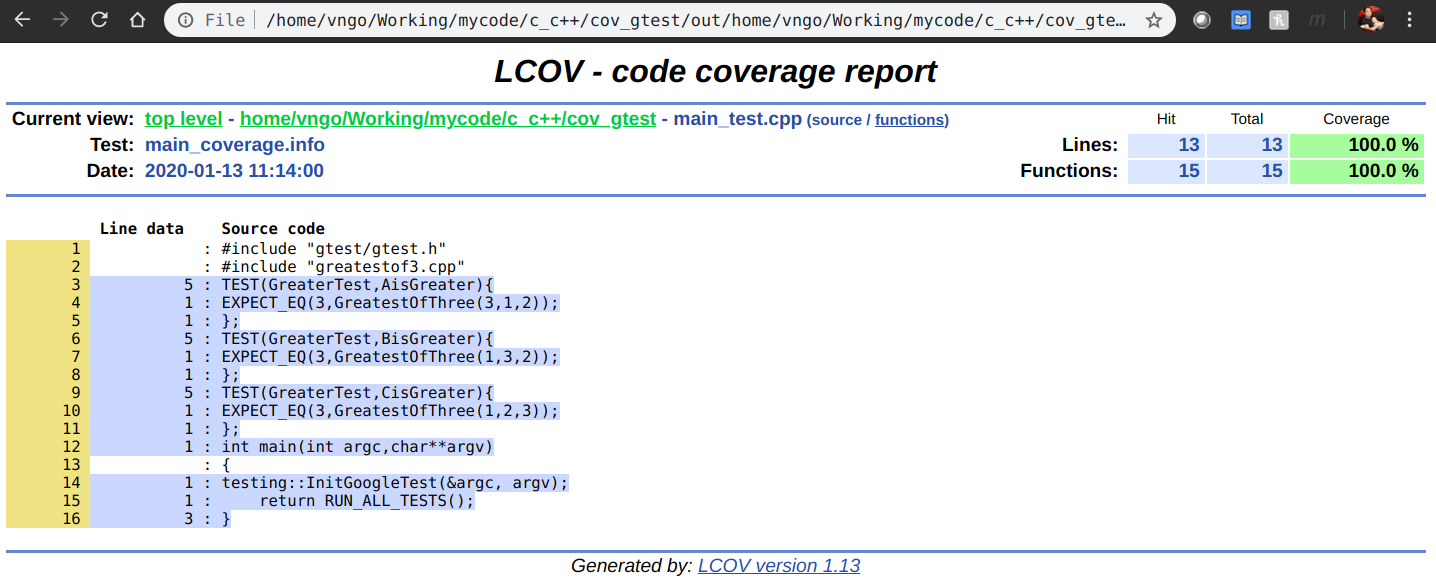 File /home/vngo/Working/mycode/c_c++/cov_gtest/out/home/vngo/Working/mycode/c_c++/cov_gte…
LCOV - code coverage report
Current view: top level - home/vngo/Working/mycode/c_c++/cov_gtest - main_test.cpp (source / functions) Hit Total Coverage
Test: main_coverage.info Lines: 13 13 100.0 %
Date: 2020-01-13 11:14:00 Functions: 15 15 100.0 %
Line data Source code
1 : #include "gtest/gtest.h"
2 : #include "greatestof3.cpp"
3 5 : TEST(GreaterTest,AisGreater){
4 1 : EXPECT_EQ(3,GreatestOfThree(3,1,2));
5 1 : };
6 5 : TEST(GreaterTest,BisGreater){
7 1 : EXPECT_EQ(3,GreatestOfThree(1,3,2));
8 1 : };
9 5 : TEST(GreaterTest,CisGreater){
10 1 : EXPECT_EQ(3,GreatestOfThree(1,2,3));
11 1 : };
12 1 : int main(int argc,char**argv)
13 : {
14 1 : testing::InitGoogleTest(&argc, argv);
15 1 :     return RUN_ALL_TESTS();
16 3 : }
Generated by: LCOV version 1.13